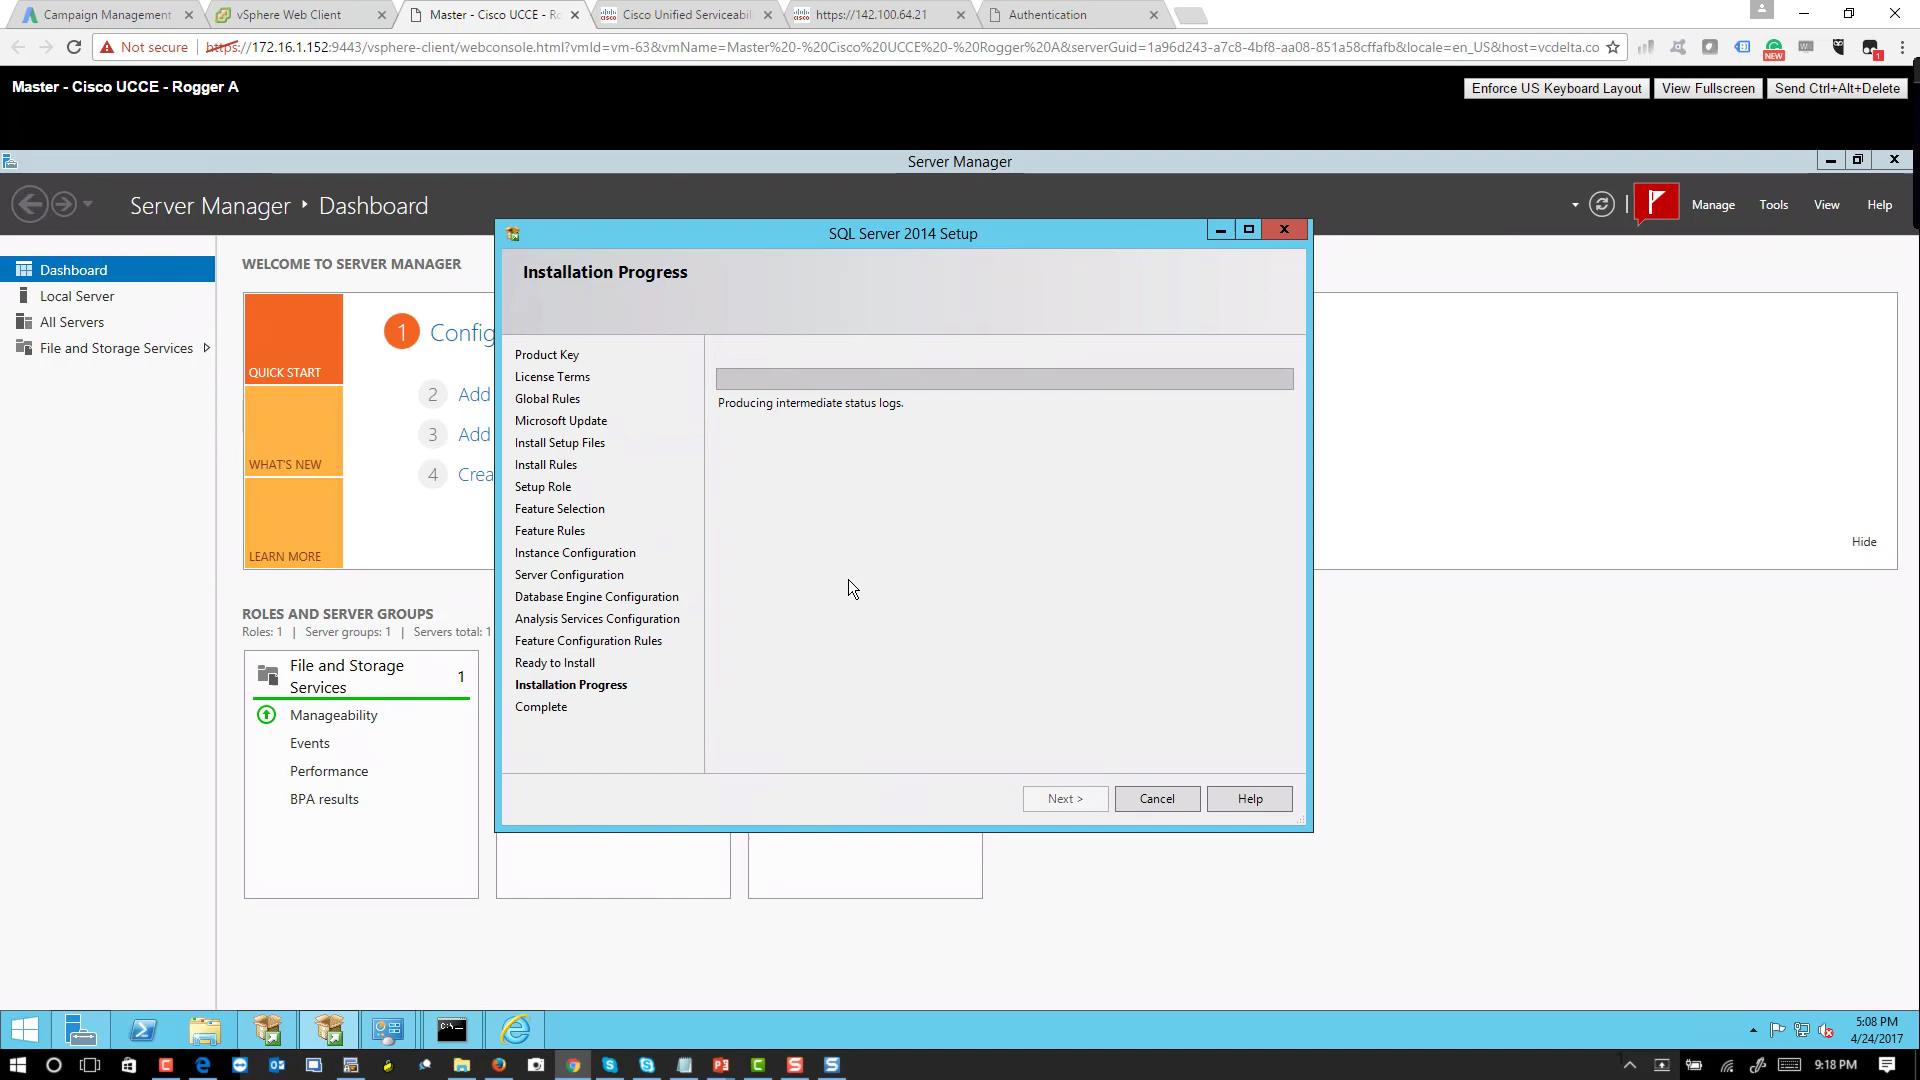 Campaign Management
vSphere Web Client
Master - Cisco UCCE - Ro
Cisco Unified Serviceabil
https://142.100.64.21
Authentication
Not secure
https://172.16.1.152:9443/vsphere-client/webconsole.html?vmId=vm-63&vmName=Master%20-%20Cisco%20UCCE%20-%20Rogger%20A&serverGuid=1a96d243-a7c8-4bf8-aa08-851a58cffafb&locale=en_US&host=vcdelta.co
NEW
1
Master - Cisco UCCE - Rogger A
Enforce US Keyboard Layout
View Fullscreen
Send Ctrl+Alt+Delete
Server Manager
Server Manager
Dashboard
Manage
Tools
View
Help
Dashboard
Local Server
All Servers
File and Storage Services
WELCOME TO SERVER MANAGER
QUICK START
WHAT'S NEW
LEARN MORE
1 Config
2 Add
3 Add
4 Crea
Hide
ROLES AND SERVER GROUPS
Roles: 1 | Server groups: 1 | Servers total: 1
File and Storage
Services
1
Manageability
Events
Performance
BPA results
SQL Server 2014 Setup
Installation Progress
Product Key
License Terms
Global Rules
Microsoft Update
Install Setup Files
Install Rules
Setup Role
Feature Selection
Feature Rules
Instance Configuration
Server Configuration
Database Engine Configuration
Analysis Services Configuration
Feature Configuration Rules
Ready to Install
Installation Progress
Complete
Producing intermediate status logs.
Next >
Cancel
Help
5:08 PM
4/24/2017
9:18 PM